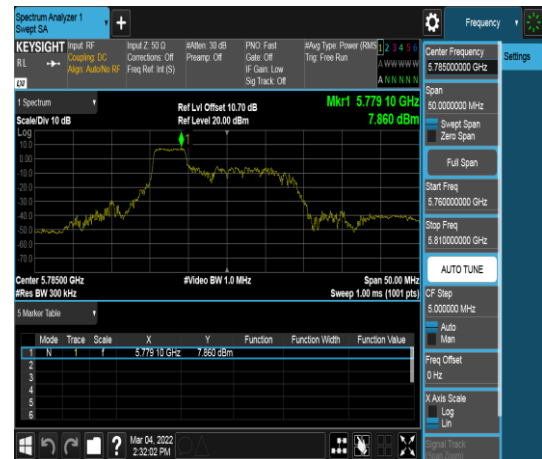 Spectrum Analyzer 1
Swept SA
+
Frequency
KEYSIGHT
RL
Input: RF
Coupling: DC
Align: Auto/No RF
Input Z: 50 Ω
Corrections: Off
Freq Ref: Int (S)
#Atten: 30 dB
Preamp: Off
PNO: Fast
Gate: Off
IF Gain: Low
Sig Track: Off
#Avg Type: Power (RMS
Trig: Free Run
1 2 3 4 5 6
A W W W W W
A N N N N N
Settings
Center Frequency
5.785000000 GHz
Span
50.0000000 MHz
Swept Span
Zero Span
Full Span
Start Freq
5.760000000 GHz
Stop Freq
5.810000000 GHz
AUTO TUNE
CF Step
5.000000 MHz
Auto
Man
Freq Offset
0 Hz
X Axis Scale
Log
Lin
Signal Track
(Span Zoom)
1 Spectrum
Scale/Div 10 dB
Ref Lvl Offset 10.70 dB
Ref Level 20.00 dBm
Mkr1 5.779 10 GHz
7.860 dBm
Log
10.0
0.00
-10.0
-20.0
-30.0
-40.0
-50.0
-60.0
-70.0
1
Center 5.78500 GHz
#Res BW 300 kHz
#Video BW 1.0 MHz
Span 50.00 MHz
Sweep 1.00 ms (1001 pts)
5 Marker Table
Mode Trace Scale X Y Function Function Width Function Value
1 N 1 f 5.779 10 GHz 7.860 dBm
2
3
4
5
6
?
Mar 04, 2022
2:32:02 PM